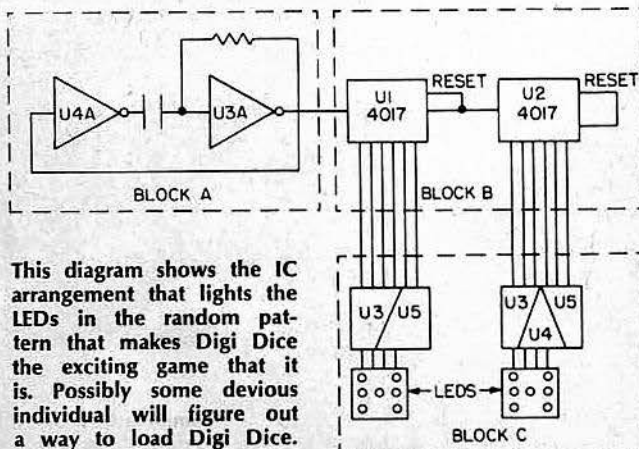 U4A
U3A
BLOCK A
U1
4017
RESET
U2
4017
RESET
BLOCK B
U3
U5
U3
U4
U5
LEDS
BLOCK C
This diagram shows the IC
arrangement that lights the
LEDs in the random pat-
tern that makes Digi Dice
the exciting game that it
is. Possibly some devious
individual will figure out
a way to load Digi Dice.